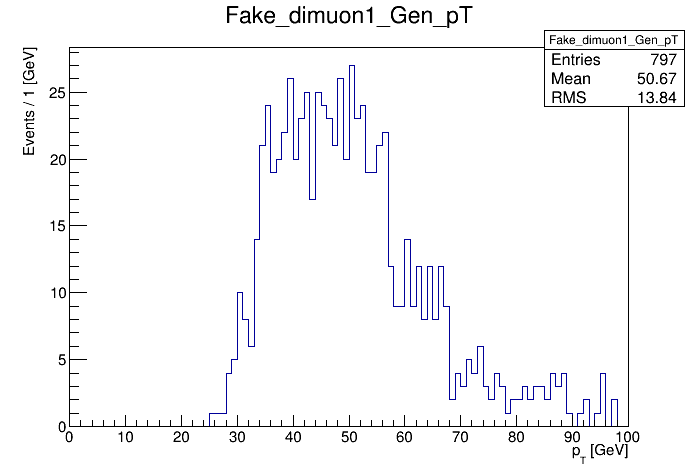 Fake_dimuon1_Gen_pT
Fake_dimuon1_Gen_pT
Entries 797
Mean 50.67
RMS 13.84
Events / 1 [GeV]
25
20
15
10
5
0
0 10 20 30 40 50 60 70 80 90 100
p_T [GeV]